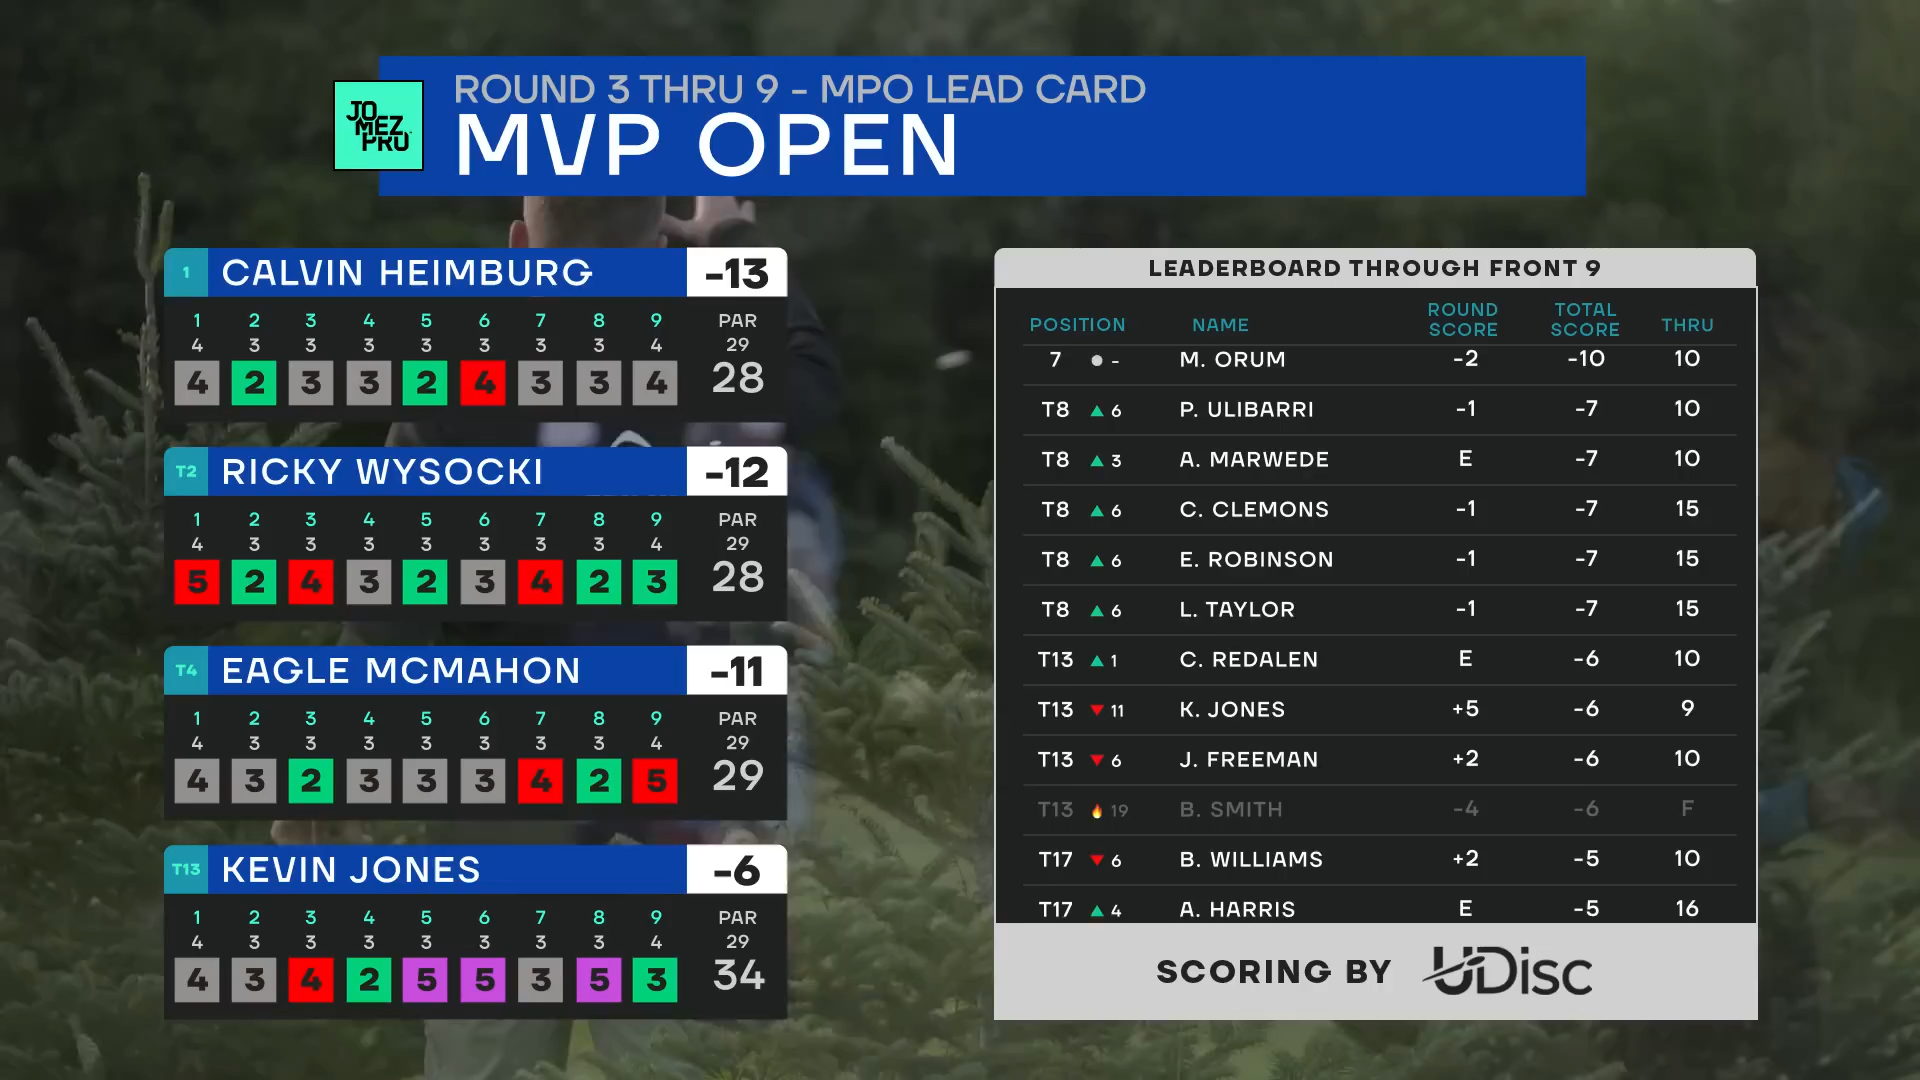 JOMEZPRO
ROUND 3 THRU 9 - MPO LEAD CARD
MVP OPEN
1 CALVIN HEIMBURG -13
1 2 3 4 5 6 7 8 9 PAR
4 3 3 3 3 3 3 3 4 29
4 2 3 3 2 4 3 3 4 28
T2 RICKY WYSOCKI -12
1 2 3 4 5 6 7 8 9 PAR
4 3 3 3 3 3 3 3 4 29
5 2 4 3 2 3 4 2 3 28
T4 EAGLE MCMAHON -11
1 2 3 4 5 6 7 8 9 PAR
4 3 3 3 3 3 3 3 4 29
4 3 2 3 3 3 4 2 5 29
T13 KEVIN JONES -6
1 2 3 4 5 6 7 8 9 PAR
4 3 3 3 3 3 3 3 4 29
4 3 4 2 5 5 3 5 3 34
LEADERBOARD THROUGH FRONT 9
POSITION NAME ROUND SCORE TOTAL SCORE THRU
7 - M. ORUM -2 -10 10
T8 ▲ 6 P. ULIBARRI -1 -7 10
T8 ▲ 3 A. MARWEDE E -7 10
T8 ▲ 6 C. CLEMONS -1 -7 15
T8 ▲ 6 E. ROBINSON -1 -7 15
T8 ▲ 6 L. TAYLOR -1 -7 15
T13 ▲ 1 C. REDALEN E -6 10
T13 ▼ 11 K. JONES +5 -6 9
T13 ▼ 6 J. FREEMAN +2 -6 10
T13 🔥 19 B. SMITH -4 -6 F
T17 ▼ 6 B. WILLIAMS +2 -5 10
T17 ▲ 4 A. HARRIS E -5 16
SCORING BY UDisc